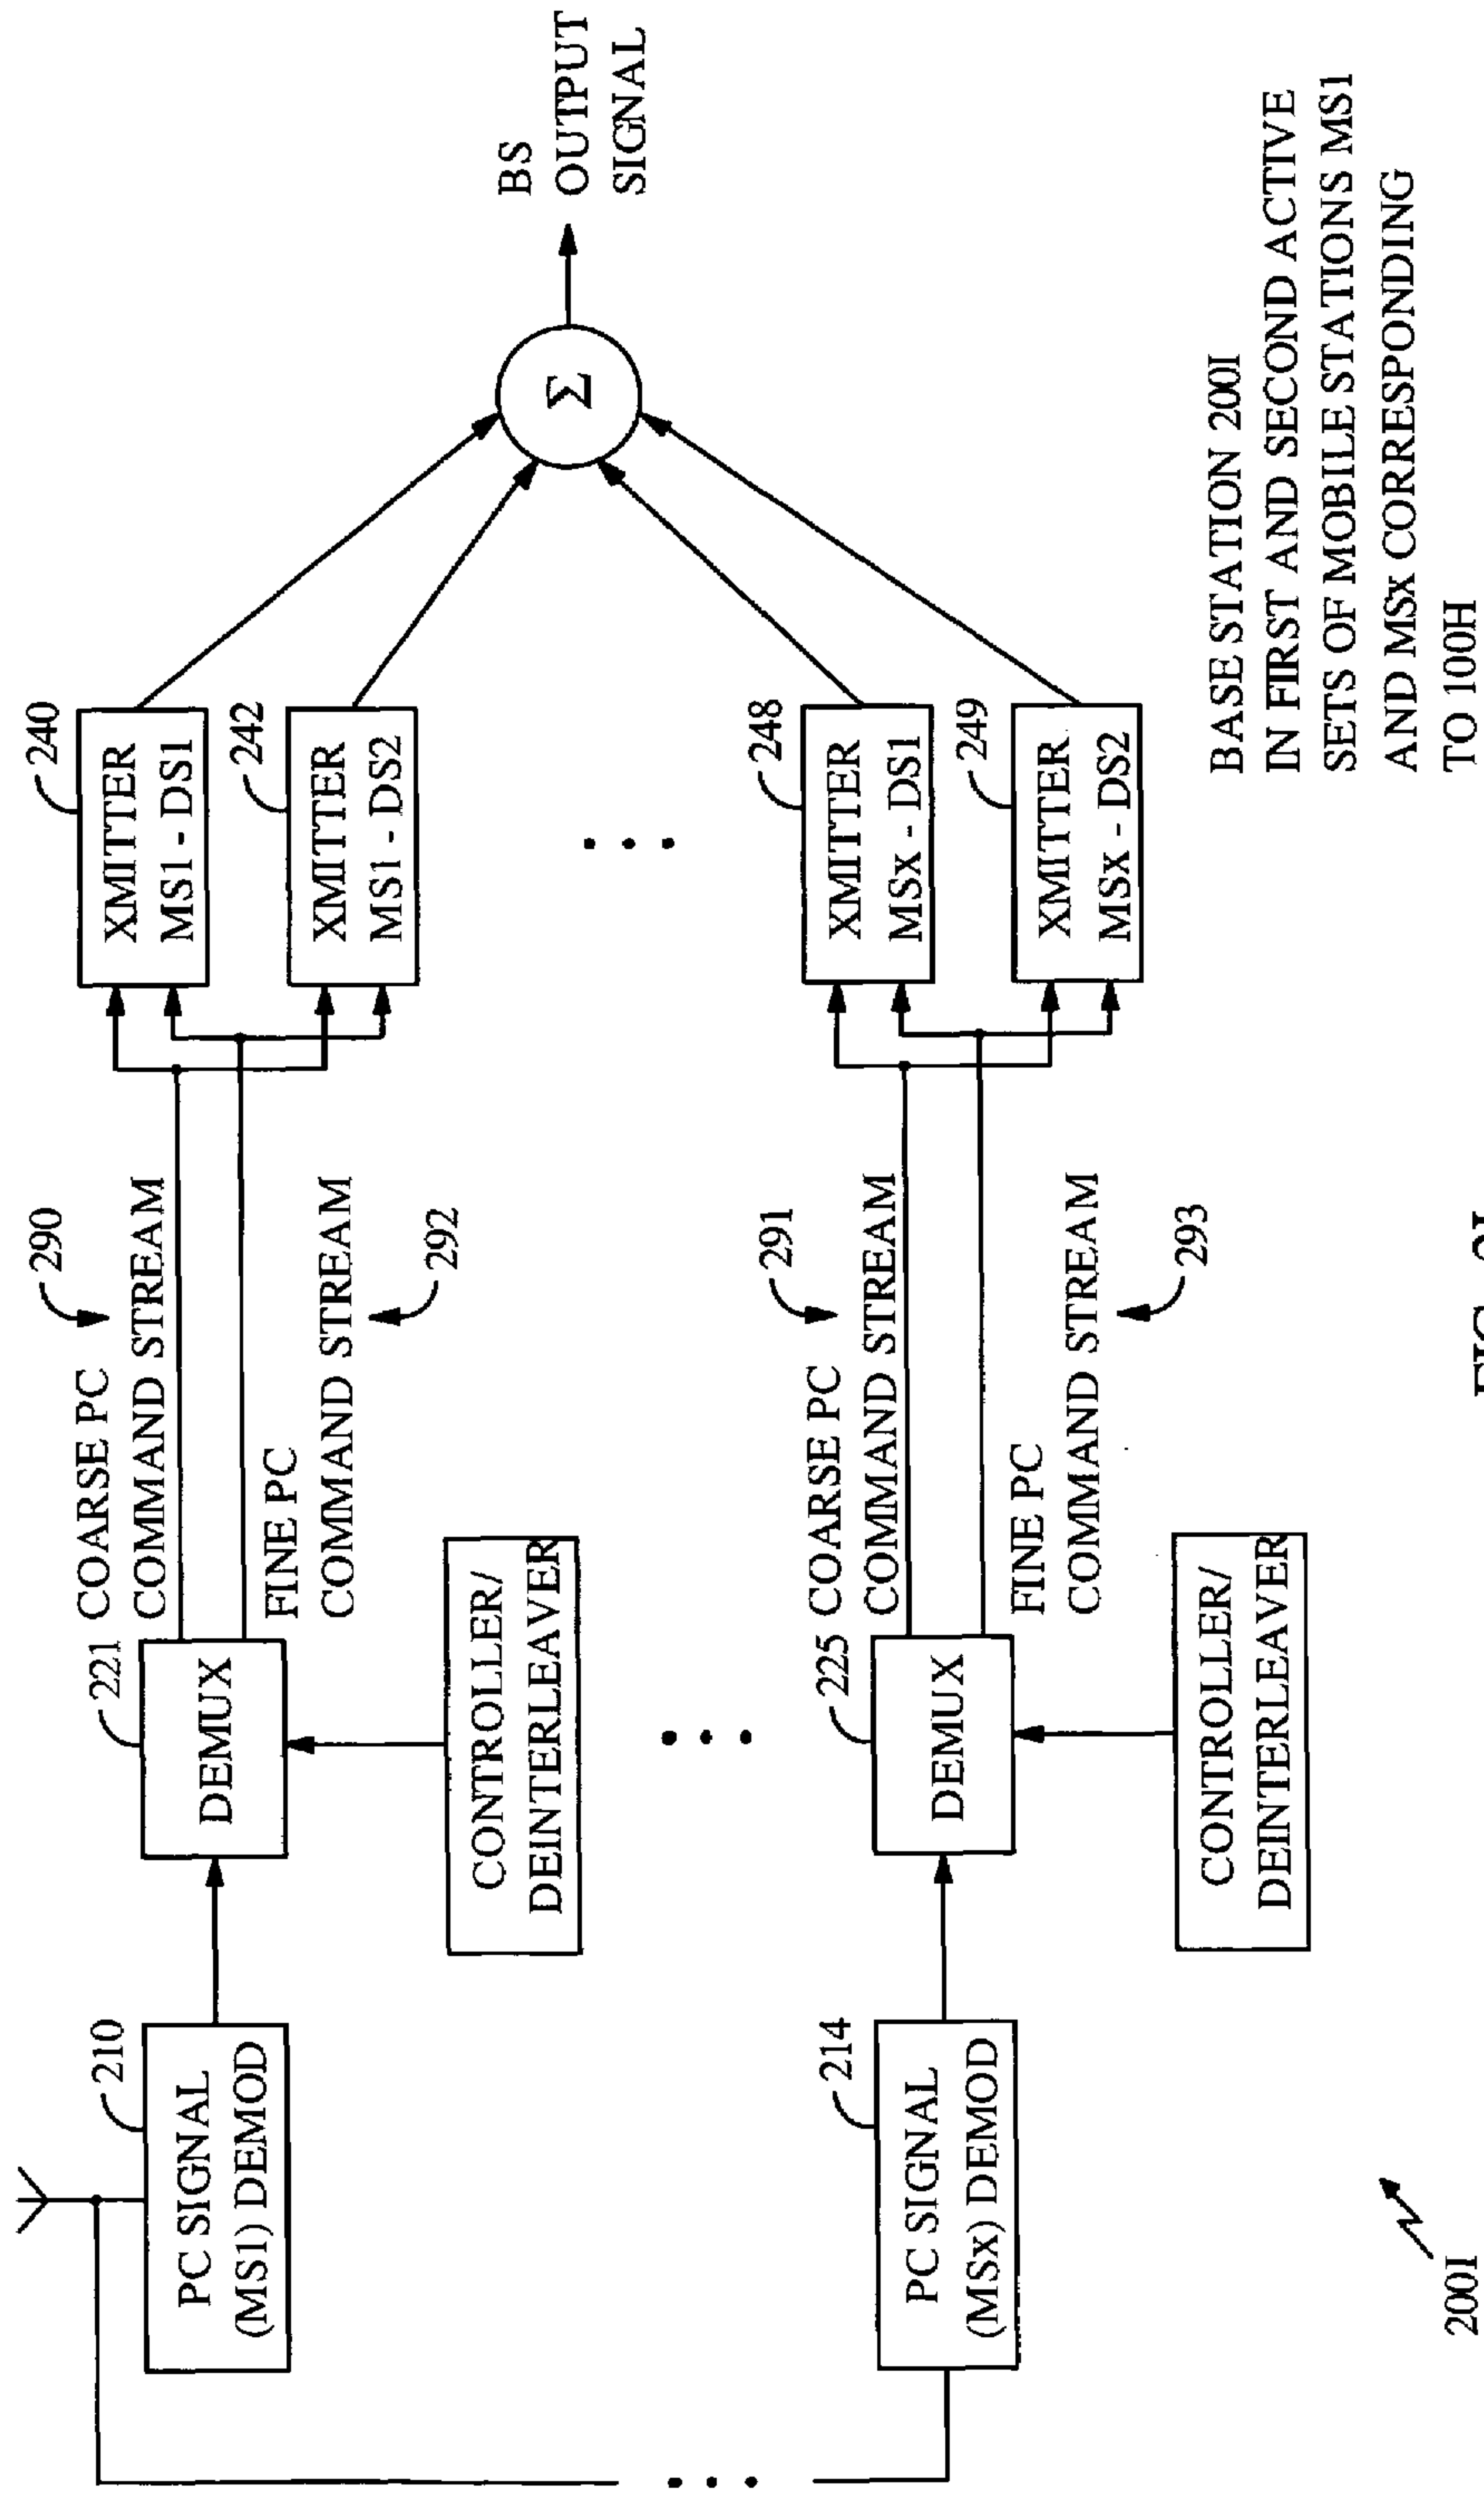 210
PC SIGNAL
(MS1) DEMOD
221
DEMUX
CONTROLLER/
DEINTERLEAVER
290
COARSE PC
COMMAND STREAM
FINE PC
COMMAND STREAM
292
240
XMITTER
MS1 - DS1
242
XMITTER
MS1 - DS2
Σ
BS
OUTPUT
SIGNAL
214
PC SIGNAL
(MSx) DEMOD
225
DEMUX
CONTROLLER/
DEINTERLEAVER
291
COARSE PC
COMMAND STREAM
FINE PC
COMMAND STREAM
293
248
XMITTER
MSx - DS1
249
XMITTER
MSx - DS2
BASE STATION 200I
IN FIRST AND SECOND ACTIVE
SETS OF MOBILE STATIONS MS1
AND MSx CORRESPONDING
TO 100H
200I